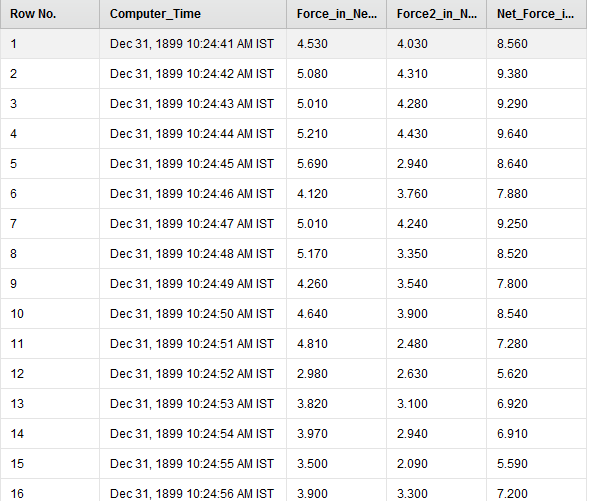 Row No. Computer_Time Force_in_Ne... Force2_in_N... Net_Force_i...
1 Dec 31, 1899 10:24:41 AM IST 4.530 4.030 8.560
2 Dec 31, 1899 10:24:42 AM IST 5.080 4.310 9.380
3 Dec 31, 1899 10:24:43 AM IST 5.010 4.280 9.290
4 Dec 31, 1899 10:24:44 AM IST 5.210 4.430 9.640
5 Dec 31, 1899 10:24:45 AM IST 5.690 2.940 8.640
6 Dec 31, 1899 10:24:46 AM IST 4.120 3.760 7.880
7 Dec 31, 1899 10:24:47 AM IST 5.010 4.240 9.250
8 Dec 31, 1899 10:24:48 AM IST 5.170 3.350 8.520
9 Dec 31, 1899 10:24:49 AM IST 4.260 3.540 7.800
10 Dec 31, 1899 10:24:50 AM IST 4.640 3.900 8.540
11 Dec 31, 1899 10:24:51 AM IST 4.810 2.480 7.280
12 Dec 31, 1899 10:24:52 AM IST 2.980 2.630 5.620
13 Dec 31, 1899 10:24:53 AM IST 3.820 3.100 6.920
14 Dec 31, 1899 10:24:54 AM IST 3.970 2.940 6.910
15 Dec 31, 1899 10:24:55 AM IST 3.500 2.090 5.590
16 Dec 31, 1899 10:24:56 AM IST 3.900 3.300 7.200